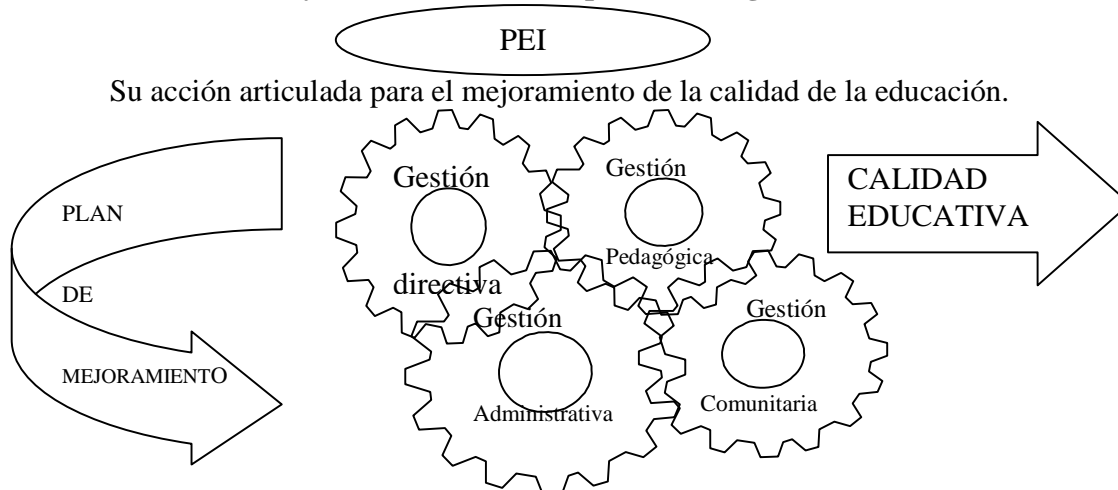 PEI
Su acción articulada para el mejoramiento de la calidad de la educación.
PLAN
DE
MEJORAMIENTO
Gestión
directiva
Gestión
Pedagógica
Gestión
Administrativa
Gestión
Comunitaria
CALIDAD
EDUCATIVA